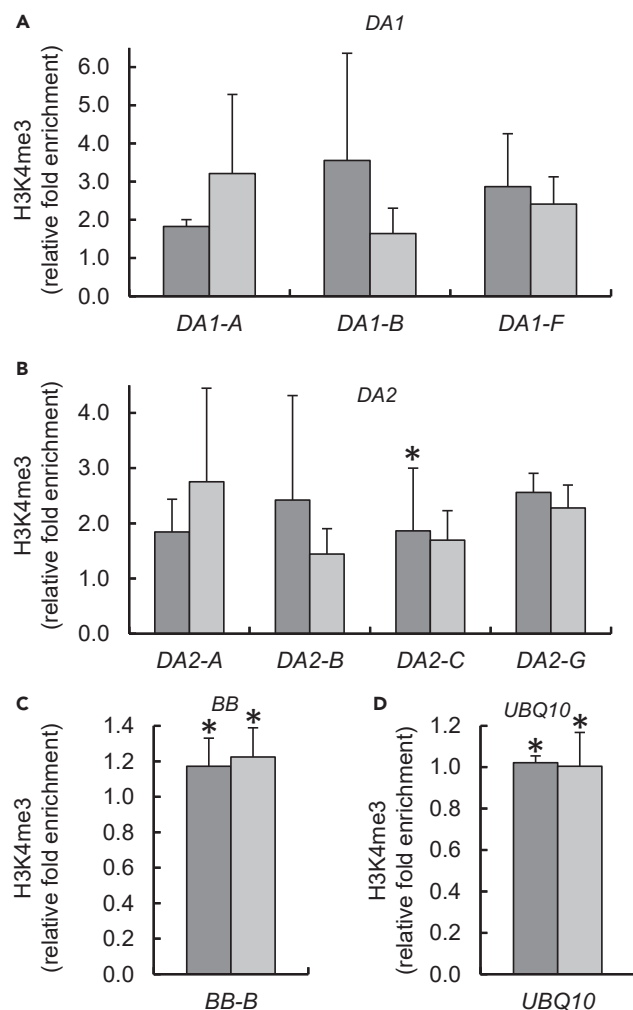 A
DA1
H3K4me3
(relative fold enrichment)
6.0
5.0
4.0
3.0
2.0
1.0
0.0
DA1-A DA1-B DA1-F
B
DA2
H3K4me3
(relative fold enrichment)
4.0
3.0
2.0
1.0
0.0
*
DA2-A DA2-B DA2-C DA2-G
C
BB
H3K4me3
(relative fold enrichment)
1.4
1.2
1.0
0.8
0.6
0.4
0.2
0.0
* *
BB-B
D
UBQ10
H3K4me3
(relative fold enrichment)
1.2
1.0
0.8
0.6
0.4
0.2
0.0
* *
UBQ10